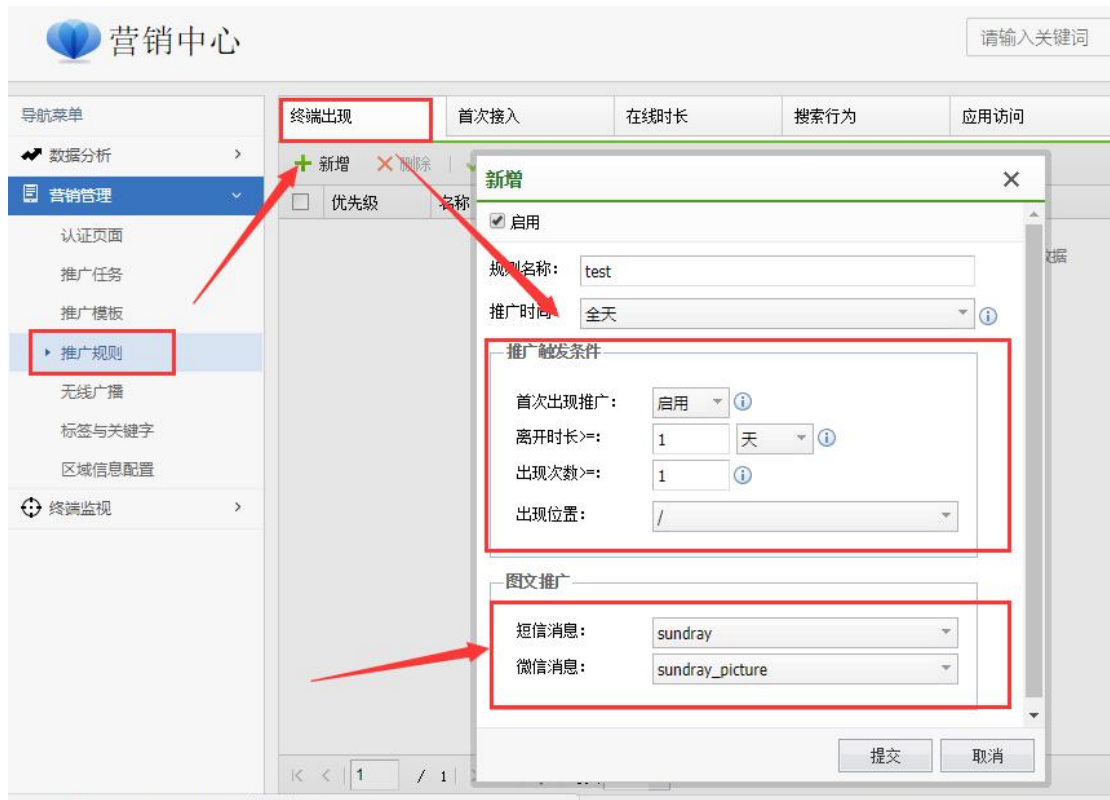 营销中心
请输入关键词
导航菜单
数据分析
营销管理
认证页面
推广任务
推广模板
推广规则
无线广播
标签与关键字
区域信息配置
终端监视
终端出现 首次接入 在线时长 搜索行为 应用访问
新增 删除
优先级 名称
数据
新增
启用
规则名称： test
推广时间 全天
推广触发条件
首次出现推广： 启用
离开时长>=： 1 天
出现次数>=： 1
出现位置： /
图文推广
短信消息： sundray
微信消息： sundray_picture
提交 取消
1 / 1